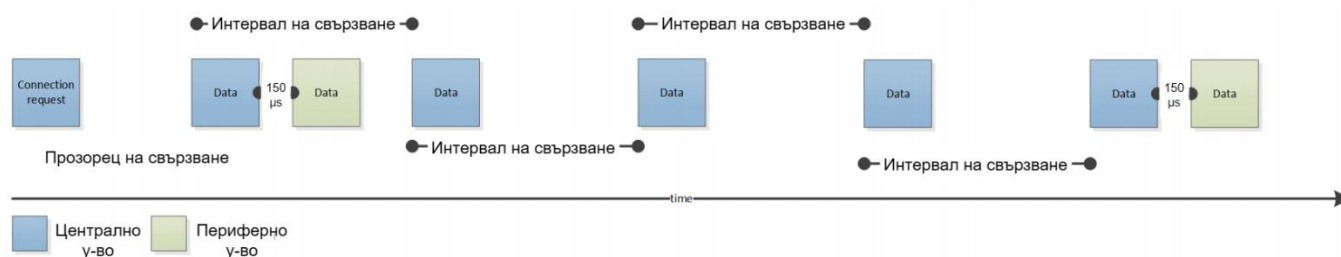 Интервал на свързване
Интервал на свързване
Connection
request
Data
150
μs
Data
Data
Data
Data
Data
150
μs
Data
Интервал на свързване
Прозорец на свързване
Интервал на свързване
time
Централно
у-во
Периферно
у-во